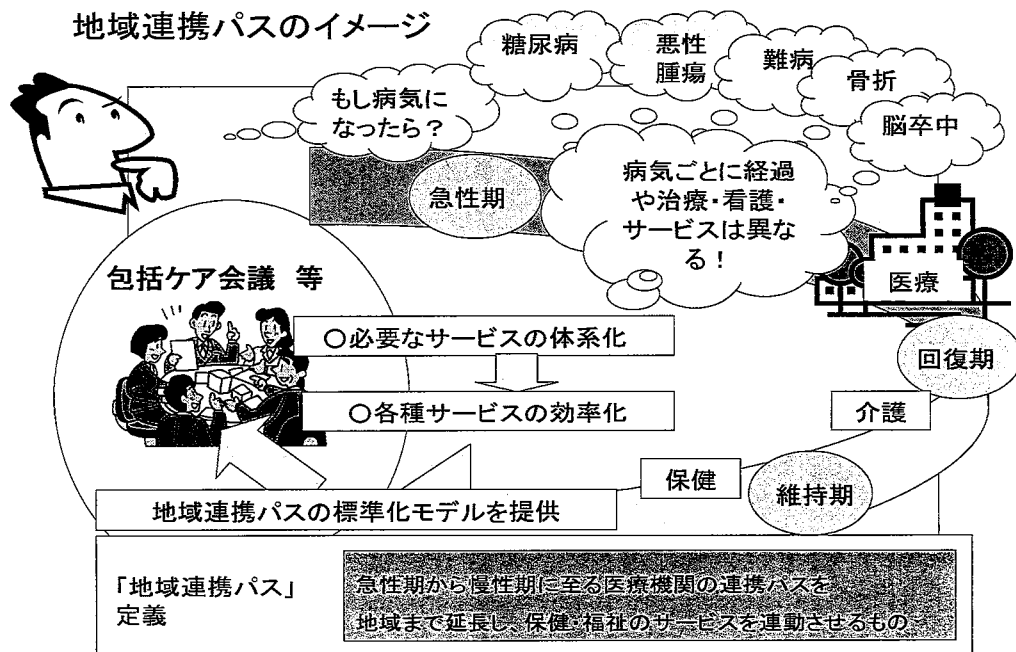 地域連携パスのイメージ
もし病気に
なったら？
糖尿病
悪性
腫瘍
難病
骨折
脳卒中
急性期
病気ごとに経過
や治療・看護・
サービスは異な
る！
医療
包括ケア会議 等
○必要なサービスの体系化
○各種サービスの効率化
回復期
介護
保健
維持期
地域連携パスの標準化モデルを提供
「地域連携パス」
定義
急性期から慢性期に至る医療機関の連携パスを
地域まで延長し、保健・福祉のサービスを連動させるもの